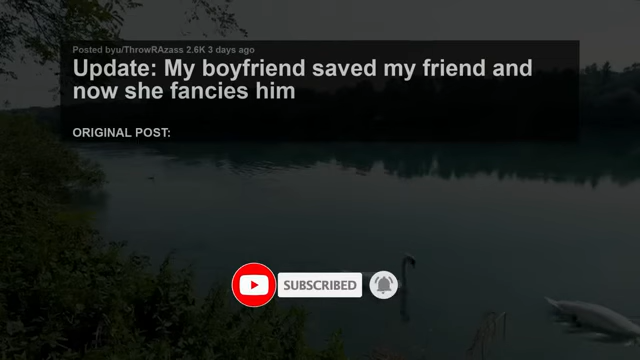 Posted byu/ThrowRAzass 2.6K 3 days ago
Update: My boyfriend saved my friend and
now she fancies him
ORIGINAL POST:
SUBSCRIBED